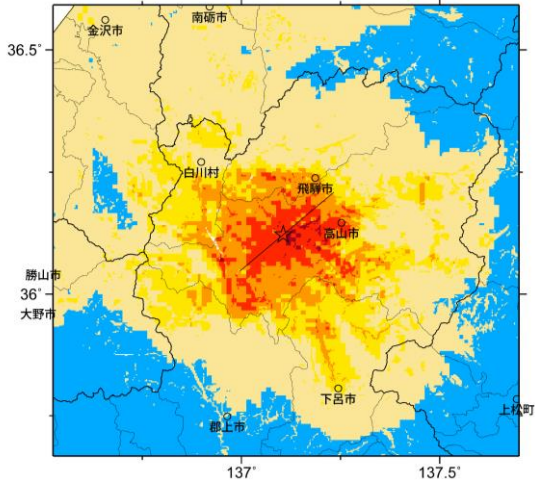 南砺市
金沢市
36.5°
白川村
飛騨市
高山市
勝山市
36°
大野市
下呂市
上松町
郡上市
137°
137.5°